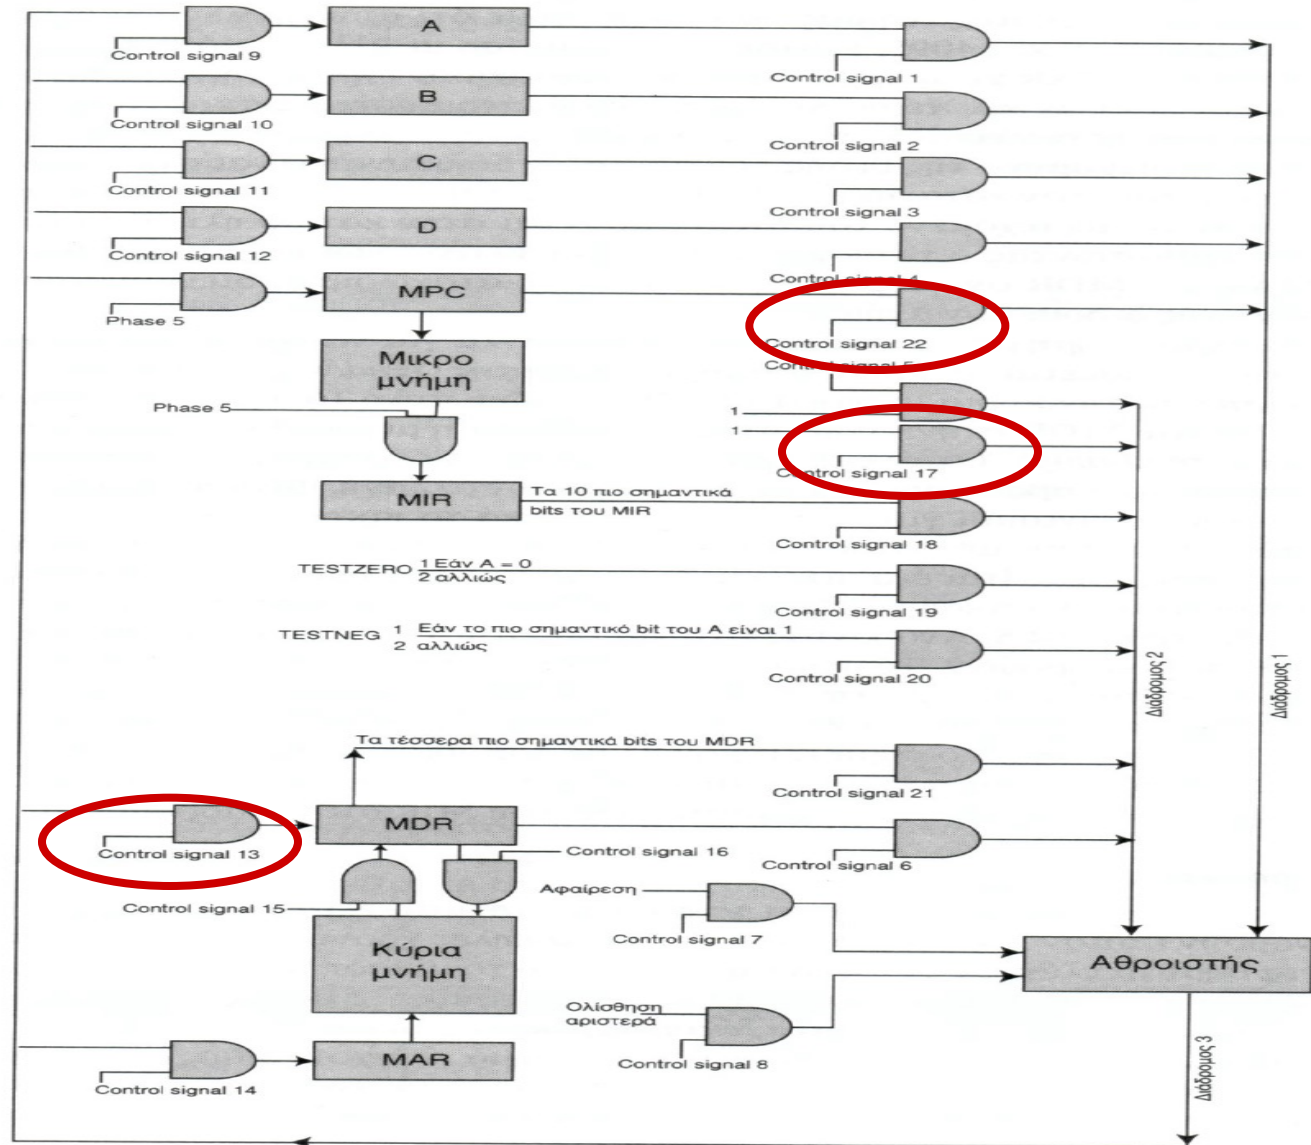 A
Control signal 9
Control signal 1
B
Control signal 10
Control signal 2
C
Control signal 11
Control signal 3
D
Control signal 12
Control signal 4
MPC
Phase 5
Control signal 22
Μικρο
μνήμη
Control signal 5
Phase 5
1
1
Control signal 17
MIR
Τα 10 πιο σημαντικά
bits του MIR
Control signal 18
TESTZERO
1 Εάν A = 0
2 αλλιώς
Control signal 19
TESTNEG
1 Εάν το πιο σημαντικό bit του A είναι 1
2 αλλιώς
Control signal 20
Διάδρομος 2
Διάδρομος 1
Τα τέσσερα πιο σημαντικά bits του MDR
Control signal 21
MDR
Control signal 13
Control signal 16
Control signal 6
Αφαίρεση
Control signal 15
Control signal 7
Κύρια
μνήμη
Αθροιστής
Ολίσθηση
αριστερά
MAR
Control signal 8
Control signal 14
Διάδρομος 3